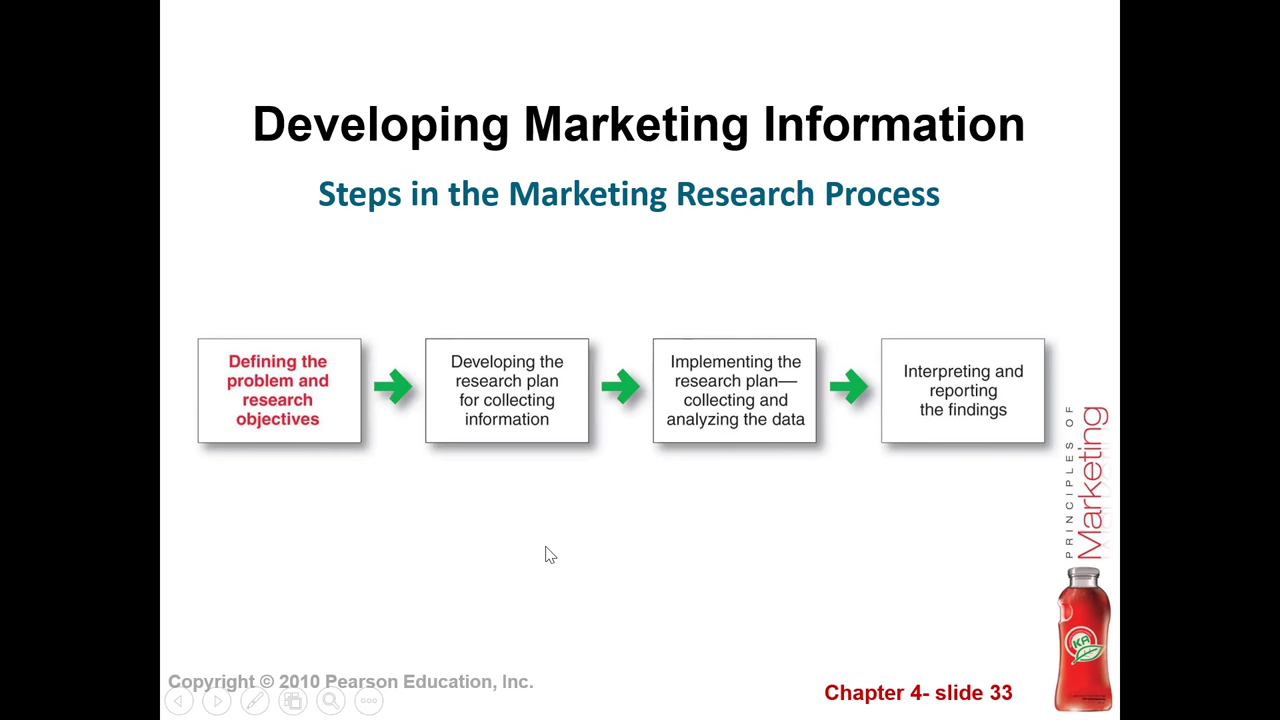 Developing Marketing Information
Steps in the Marketing Research Process
Defining the
problem and
research
objectives
Developing the
research plan
for collecting
information
Implementing the
research plan—
collecting and
analyzing the data
Interpreting and
reporting
the findings
PRINCIPLES OF
Marketing
KR
Copyright © 2010 Pearson Education, Inc.
Chapter 4- slide 33